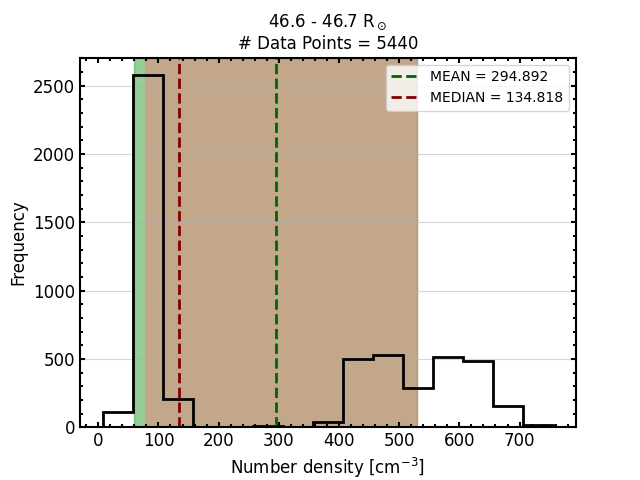 46.6 - 46.7 R⊙
# Data Points = 5440
MEAN = 294.892
MEDIAN = 134.818
Frequency
2500
2000
1500
1000
500
0
0 100 200 300 400 500 600 700
Number density [cm⁻³]